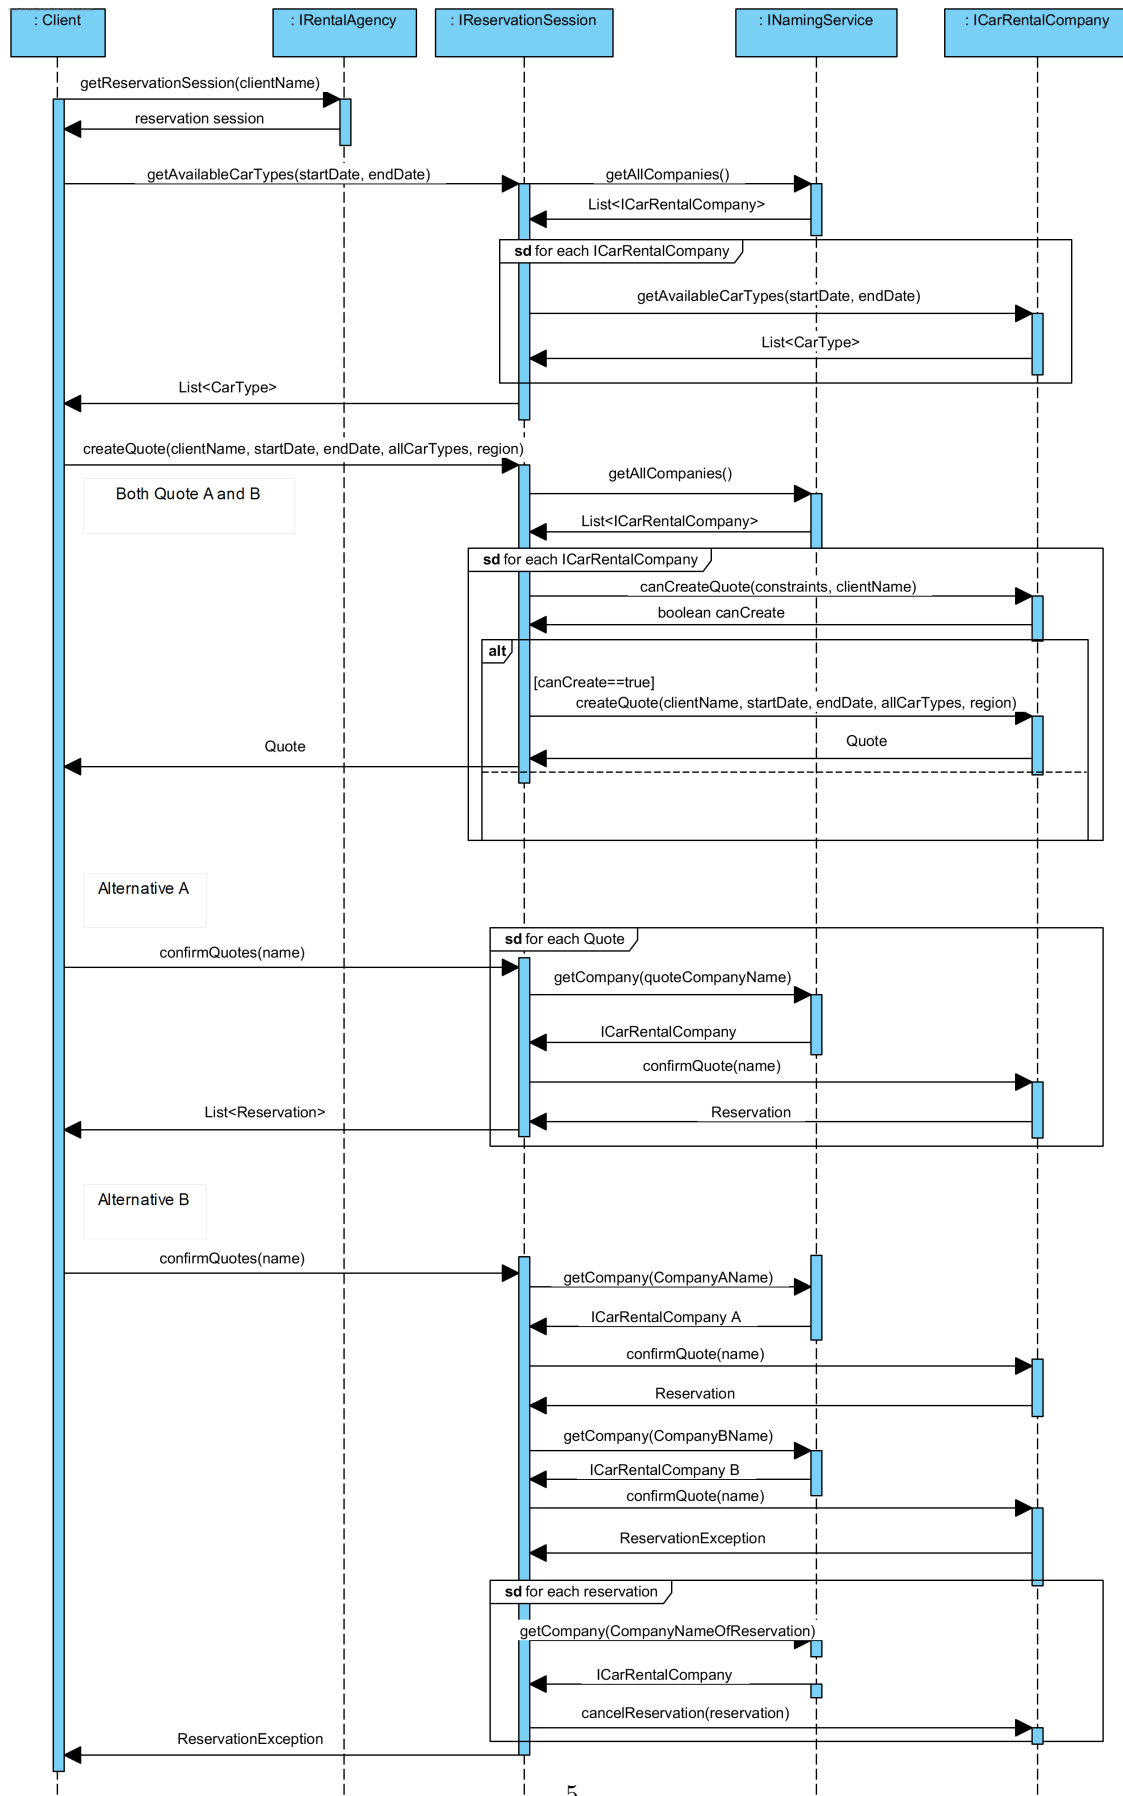 : Client
: IRentalAgency
: IReservationSession
: INamingService
: ICarRentalCompany
getReservationSession(clientName)
reservation session
getAvailableCarTypes(startDate, endDate)
getAllCompanies()
List<ICarRentalCompany>
sd for each ICarRentalCompany
getAvailableCarTypes(startDate, endDate)
List<CarType>
List<CarType>
createQuote(clientName, startDate, endDate, allCarTypes, region)
getAllCompanies()
Both Quote A and B
List<ICarRentalCompany>
sd for each ICarRentalCompany
canCreateQuote(constraints, clientName)
boolean canCreate
alt
[canCreate==true]
createQuote(clientName, startDate, endDate, allCarTypes, region)
Quote
Quote
Alternative A
sd for each Quote
confirmQuotes(name)
getCompany(quoteCompanyName)
ICarRentalCompany
confirmQuote(name)
List<Reservation>
Reservation
Alternative B
confirmQuotes(name)
getCompany(CompanyAName)
ICarRentalCompany A
confirmQuote(name)
Reservation
getCompany(CompanyBName)
ICarRentalCompany B
confirmQuote(name)
ReservationException
sd for each reservation
getCompany(CompanyNameOfReservation)
ICarRentalCompany
cancelReservation(reservation)
ReservationException
5